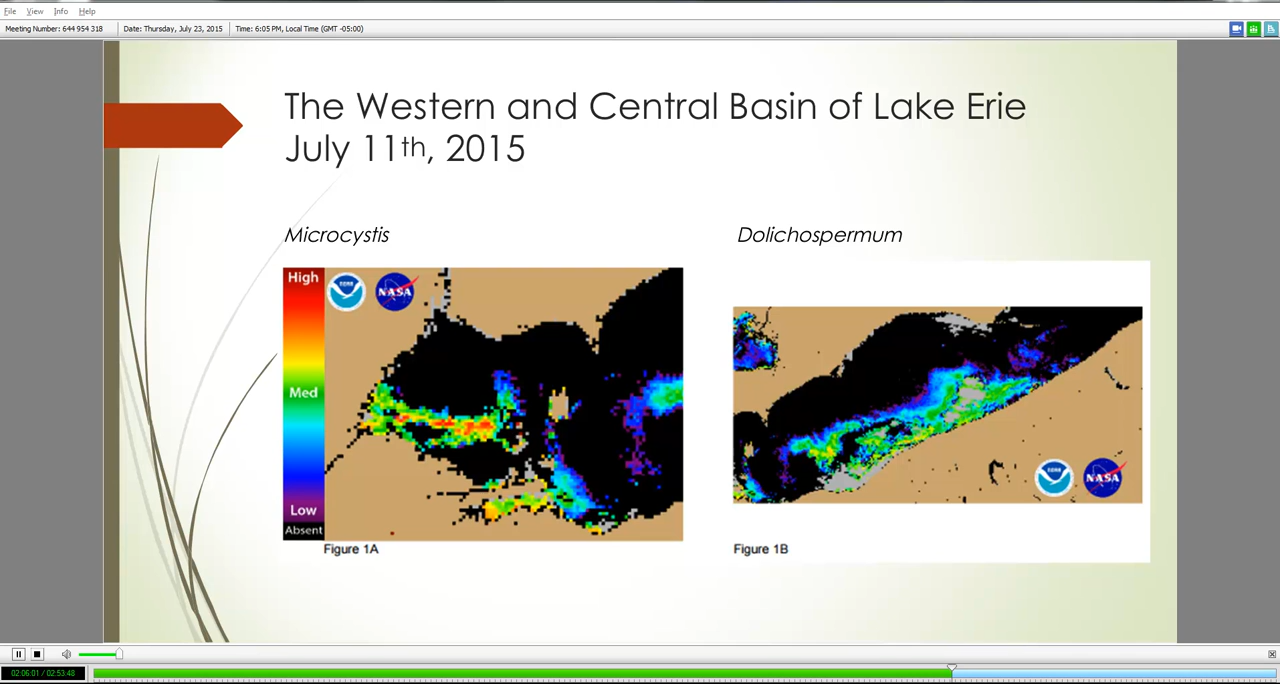 File View Info Help
Meeting Number: 644 954 318 Date: Thursday, July 23, 2015 Time: 6:05 PM, Local Time (GMT -05:00)
The Western and Central Basin of Lake Erie
July 11th, 2015
Microcystis
Dolichospermum
High
Med
Low
Absent
NASA
NASA
Figure 1A
Figure 1B
02:06:01 / 02:53:48